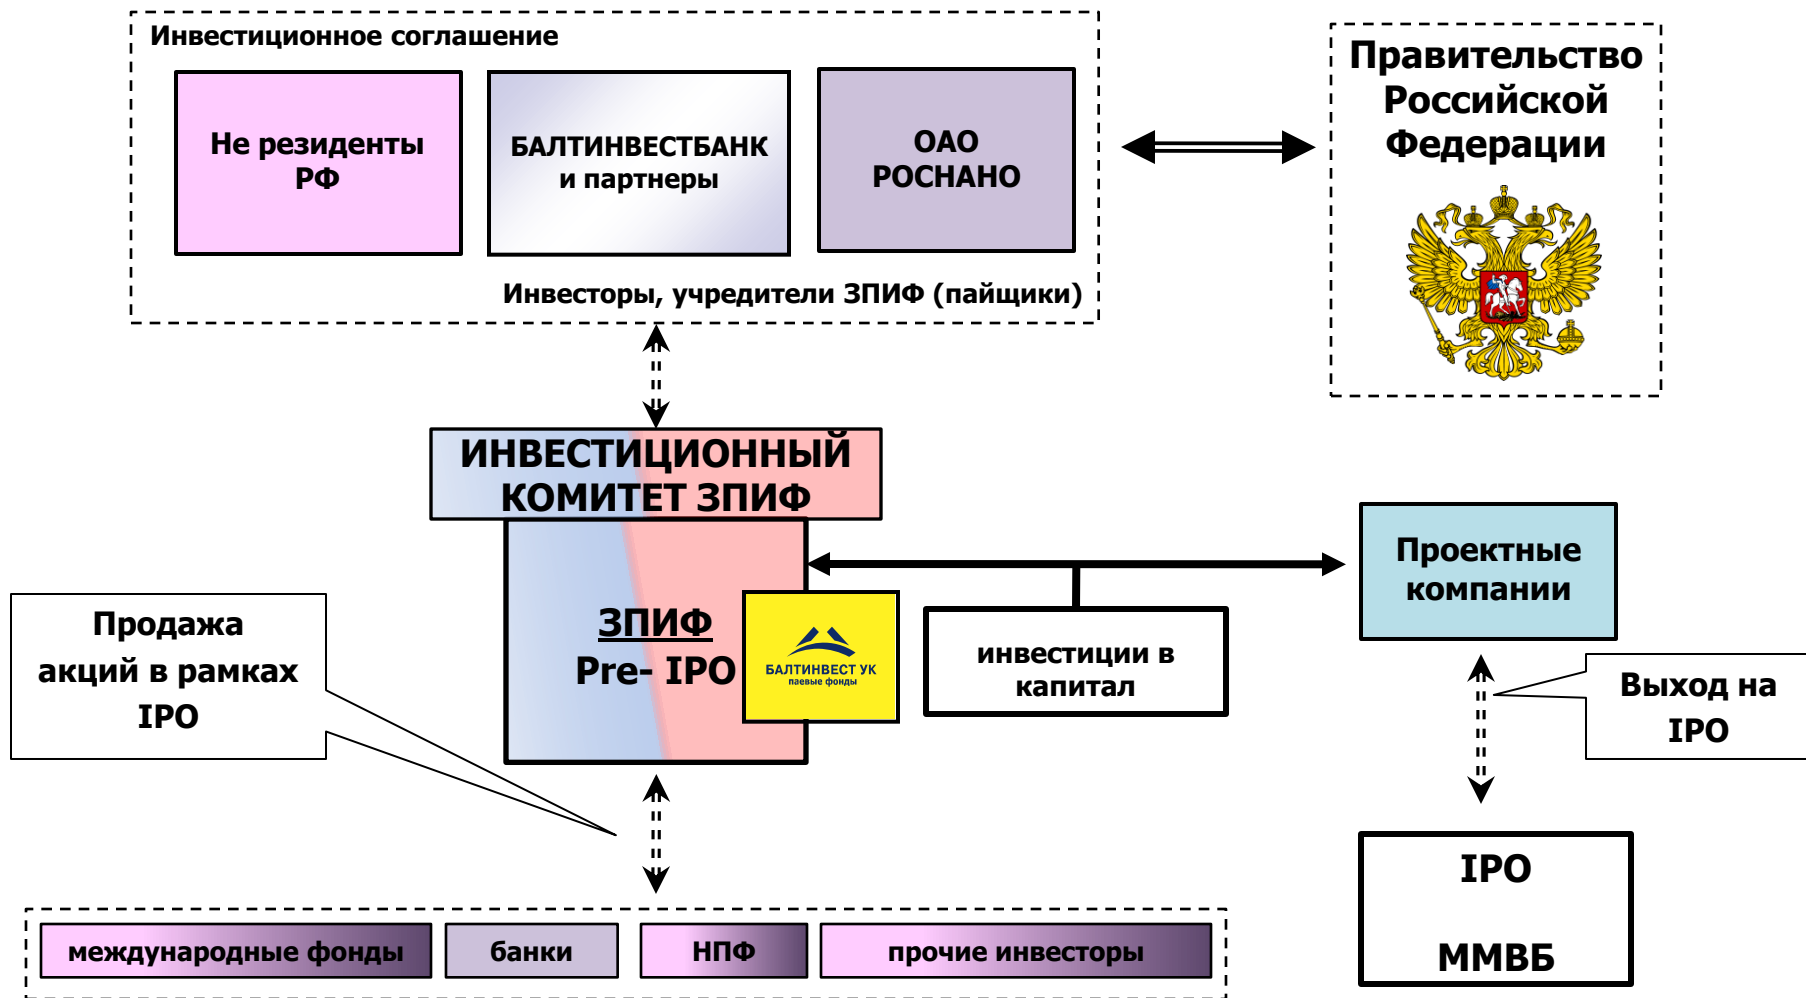 Инвестиционное соглашение
Не резиденты
РФ
БАЛТИНВЕСТБАНК
и партнеры
ОАО
РОСНАНО
Инвесторы, учредители ЗПИФ (пайщики)
Правительство
Российской
Федерации
ИНВЕСТИЦИОННЫЙ
КОМИТЕТ ЗПИФ
ЗПИФ
Pre- IPO
БАЛТИНВЕСТ УК
паевые фонды
инвестиции в
капитал
Проектные
компании
Продажа
акций в рамках
IPO
Выход на
IPO
IPO
ММВБ
международные фонды
банки
НПФ
прочие инвесторы